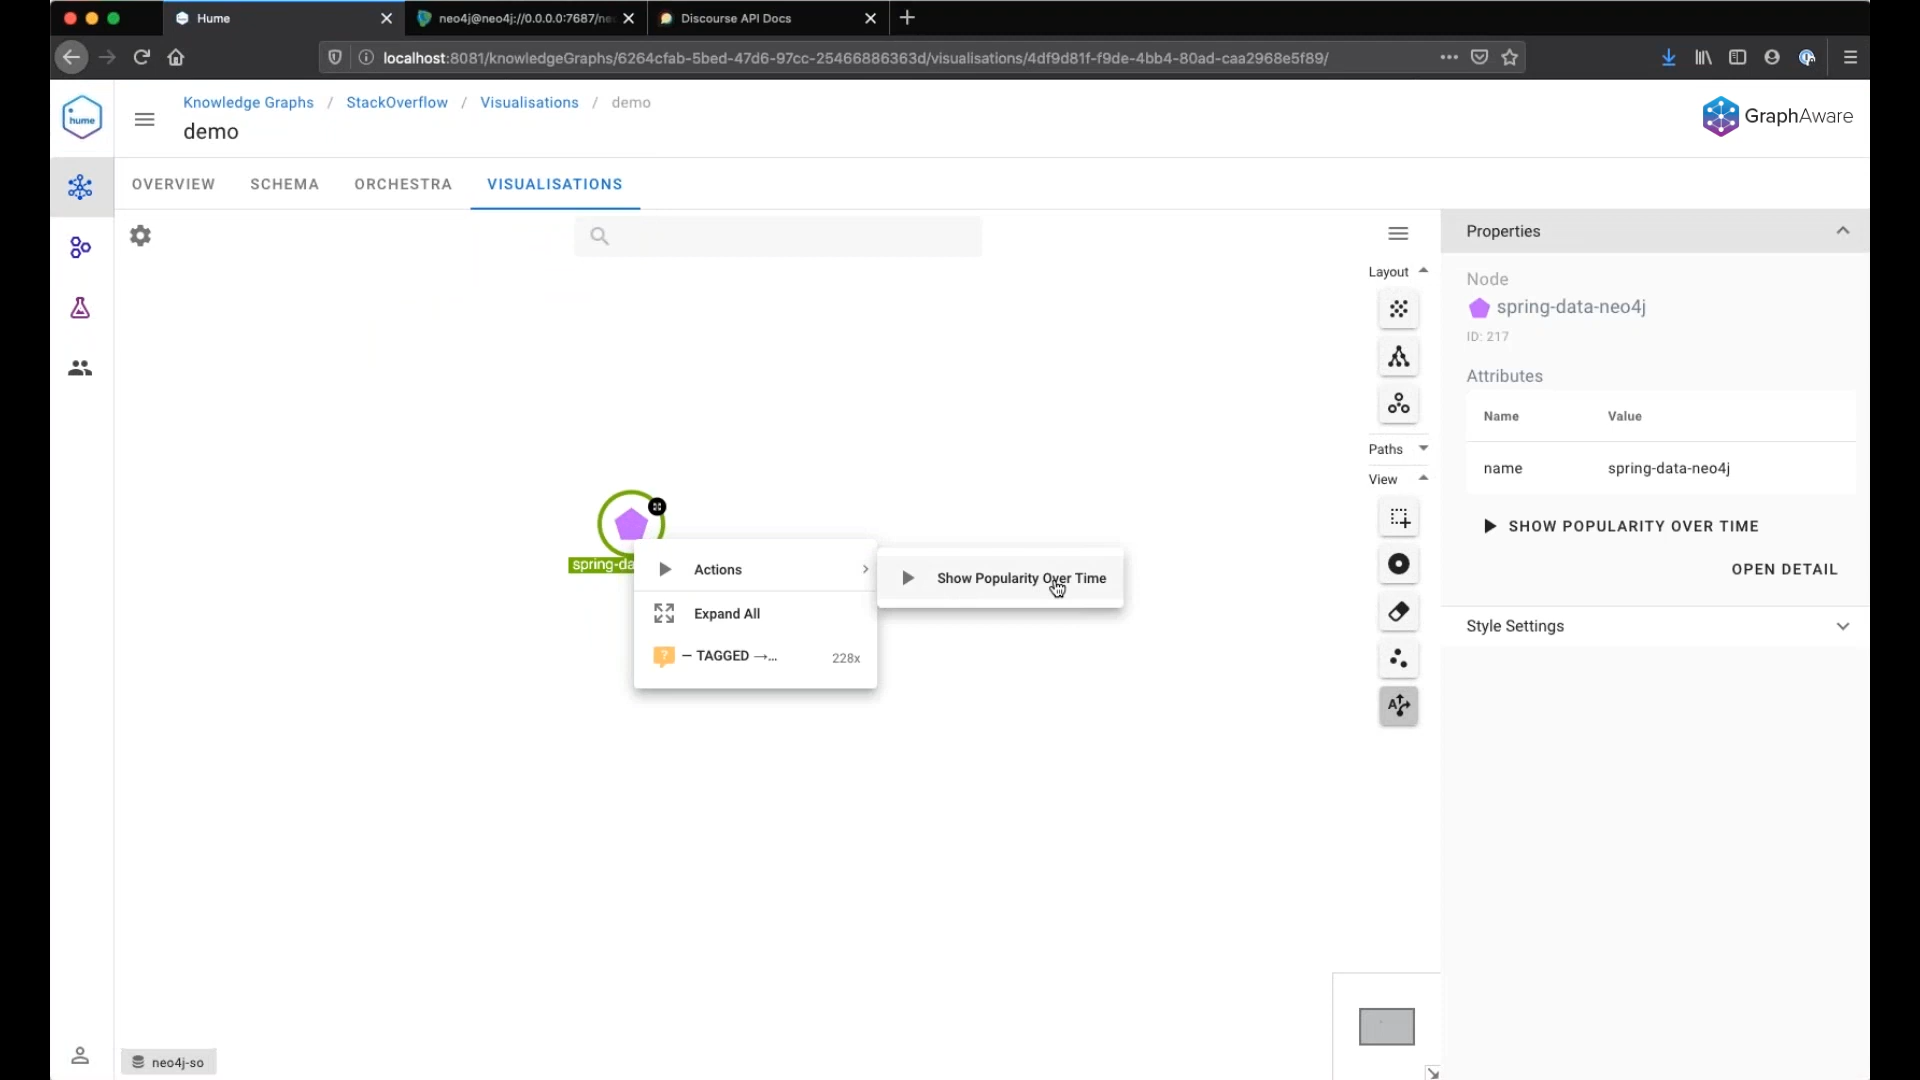 Hume
neo4j@neo4j://0.0.0.0:7687/ne
Discourse API Docs
localhost:8081/knowledgeGraphs/6264cfab-5bed-47d6-97cc-25466886363d/visualisations/4df9d81f-f9de-4bb4-80ad-caa2968e5f89/
hume
Knowledge Graphs / StackOverflow / Visualisations / demo
demo
GraphAware
OVERVIEW SCHEMA ORCHESTRA VISUALISATIONS
Layout
Paths
View
Properties
Node
spring-data-neo4j
ID: 217
Attributes
Name Value
name spring-data-neo4j
SHOW POPULARITY OVER TIME
OPEN DETAIL
Style Settings
spring-da
Actions
Show Popularity Over Time
Expand All
– TAGGED →... 228x
neo4j-so